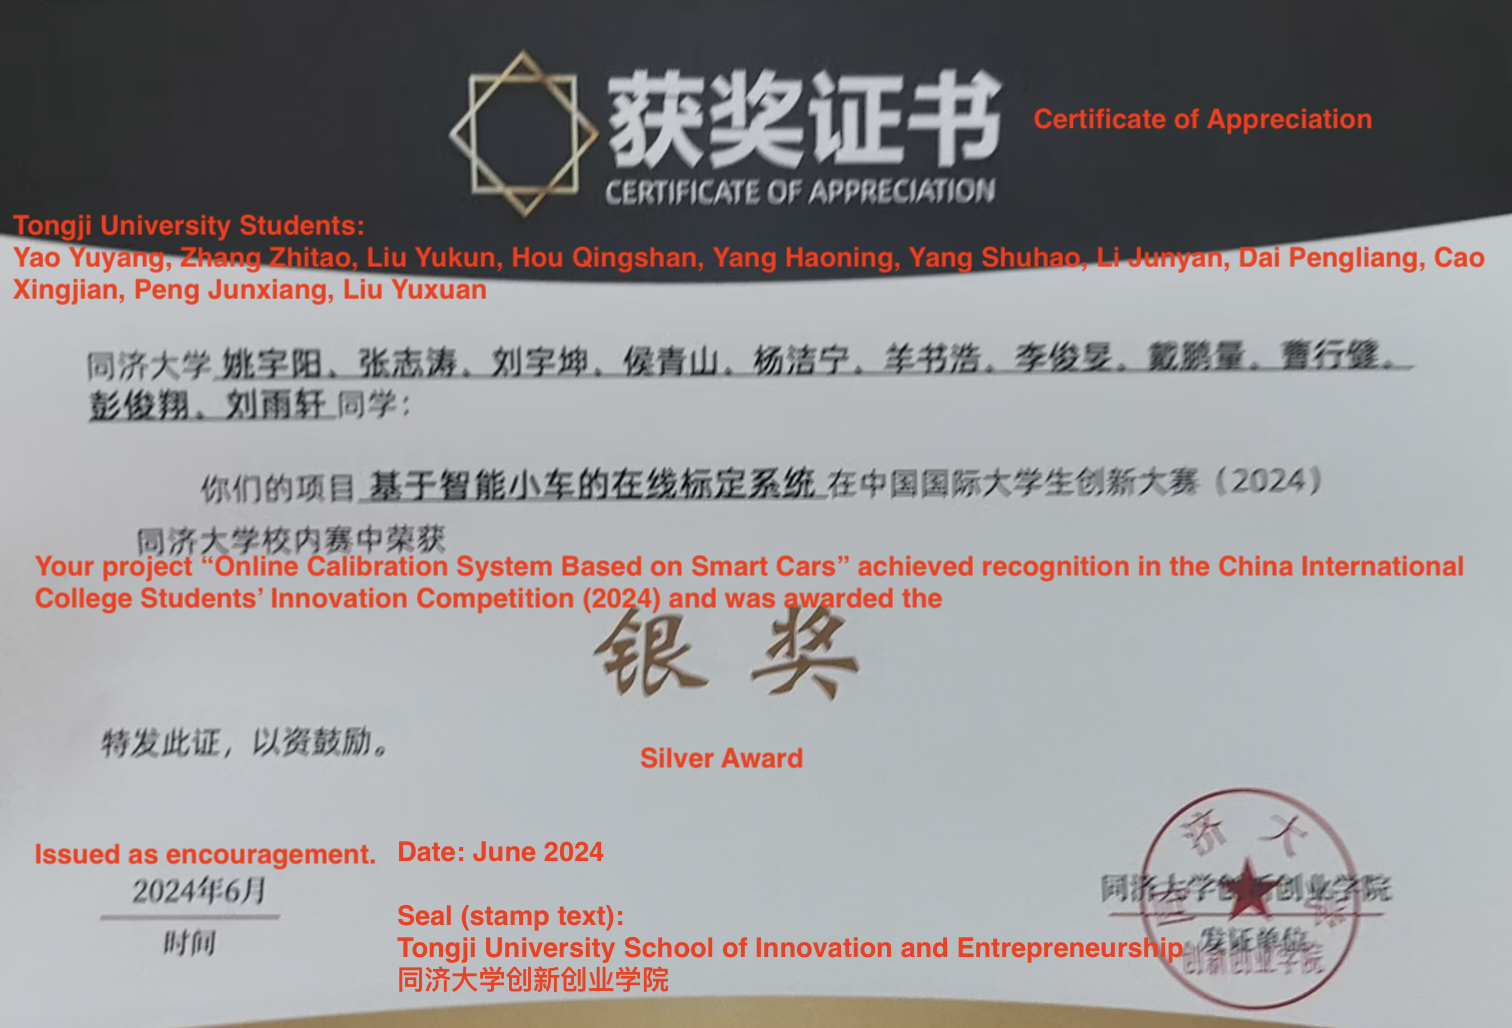 获奖证书
Certificate of Appreciation
CERTIFICATE OF APPRECIATION
Tongji University Students:
Yao Yuyang, Zhang Zhitao, Liu Yukun, Hou Qingshan, Yang Haoning, Yang Shuhao, Li Junyan, Dai Pengliang, Cao
Xingjian, Peng Junxiang, Liu Yuxuan
同济大学 姚宇阳、张志涛、刘宇坤、侯青山、杨洁宁、羊书浩、李俊旻、戴鹏量、曹行健、
彭俊翔、刘雨轩 同学：
你们的项目 基于智能小车的在线标定系统 在中国国际大学生创新大赛（2024）
同济大学校内赛中荣获
Your project “Online Calibration System Based on Smart Cars” achieved recognition in the China International
College Students’ Innovation Competition (2024) and was awarded the
银奖
特发此证，以资鼓励。
Silver Award
Issued as encouragement.
Date: June 2024
2024年6月
时间
Seal (stamp text):
Tongji University School of Innovation and Entrepreneurship
同济大学创新创业学院
同济大学创新创业学院
发证单位
同济大学
创新创业学院